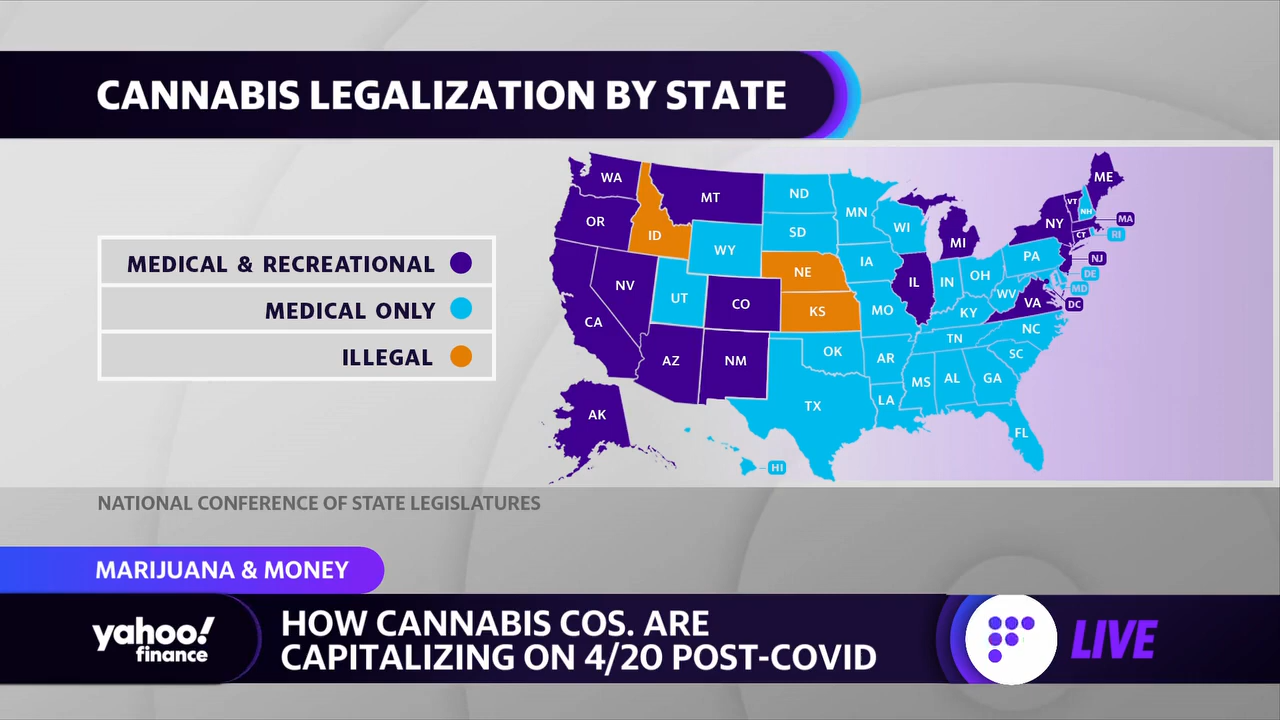 CANNABIS LEGALIZATION BY STATE
MEDICAL & RECREATIONAL
MEDICAL ONLY
ILLEGAL
WA
MT
ND
MN
ME
OR
ID
WY
SD
WI
MI
NY
VT
NH
MA
CT
RI
NV
UT
CO
NE
IA
IL
IN
OH
PA
NJ
DE
MD
DC
CA
KS
MO
WV
VA
KY
AZ
NM
OK
AR
TN
NC
SC
TX
LA
MS
AL
GA
FL
AK
HI
NATIONAL CONFERENCE OF STATE LEGISLATURES
MARIJUANA & MONEY
yahoo!
finance
HOW CANNABIS COS. ARE
CAPITALIZING ON 4/20 POST-COVID
LIVE